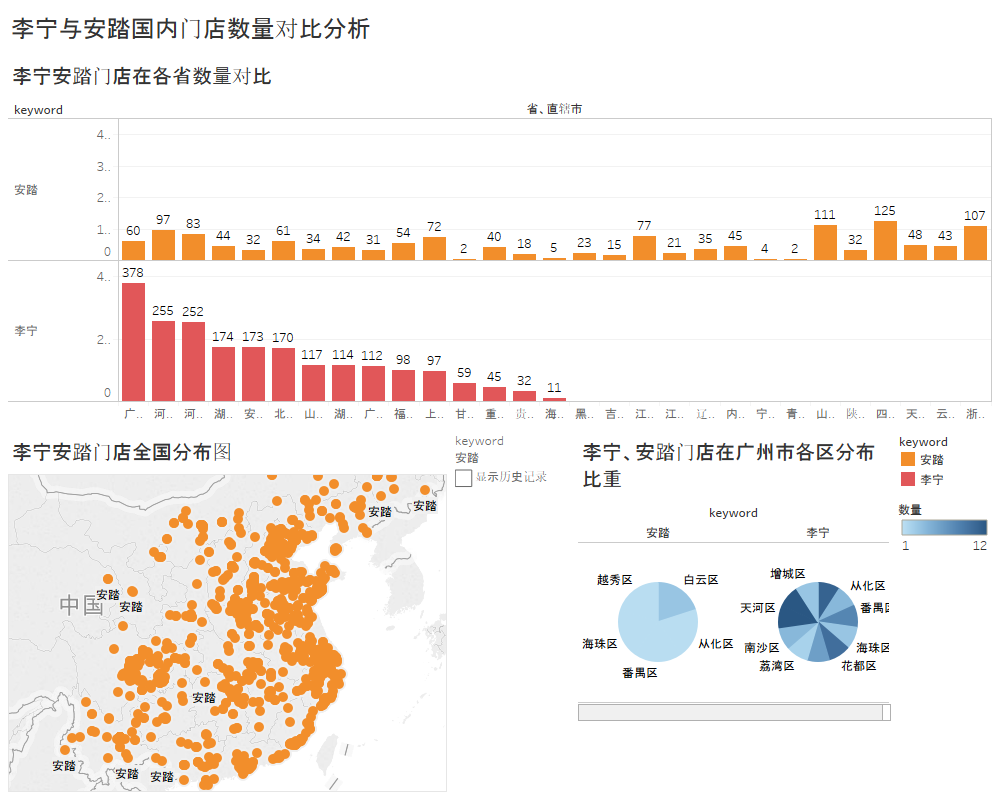 李宁与安踏国内门店数量对比分析
李宁安踏门店在各省数量对比
keyword
省、直辖市
4..
3..
2..
1..
0
安踏
60 97 83 44 32 61 34 42 31 54 72 2 40 18 5 23 15 77 21 35 45 4 2 111 32 125 48 43 107
4..
2..
0
李宁
378 255 252 174 173 170 117 114 112 98 97 59 45 32 11
广.. 河.. 河.. 湖.. 安.. 北.. 山.. 湖.. 广.. 福.. 上.. 甘.. 重.. 贵.. 海.. 黑.. 吉.. 江.. 江.. 辽.. 内.. 宁.. 青.. 山.. 陕.. 四.. 天.. 云.. 浙..
李宁安踏门店全国分布图
keyword
安踏
显示历史记录
安踏
安踏
安踏
中国
安踏
安踏
安踏
安踏
安踏
李宁、安踏门店在广州市各区分布
比重
keyword
安踏
李宁
越秀区
白云区
海珠区
从化区
番禺区
增城区
从化区
天河区
番禺
南沙区
海珠区
荔湾区
花都区
keyword
安踏
李宁
数量
1
12